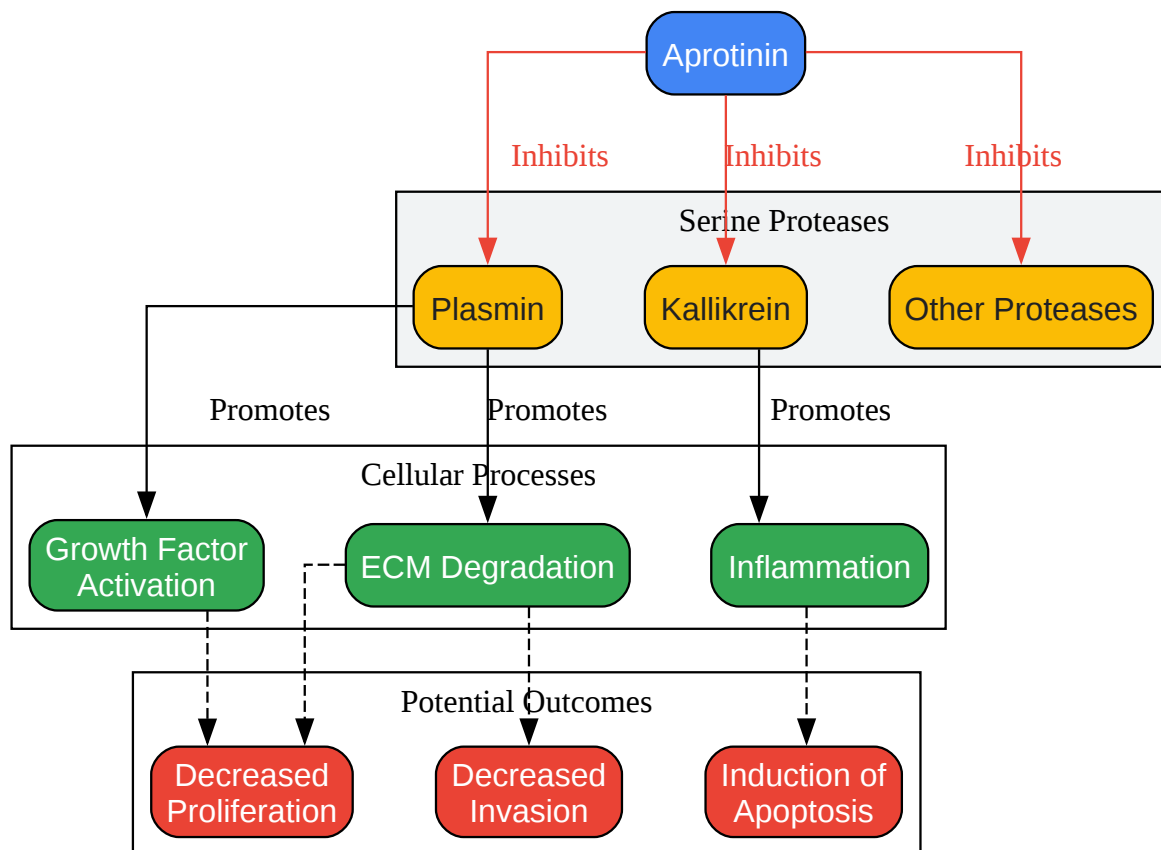 Aprotinin
Inhibits
Inhibits
Inhibits
Serine Proteases
Plasmin
Kallikrein
Other Proteases
Promotes
Promotes
Promotes
Cellular Processes
Growth Factor
Activation
ECM Degradation
Inflammation
Potential Outcomes
Decreased
Proliferation
Decreased
Invasion
Induction of
Apoptosis